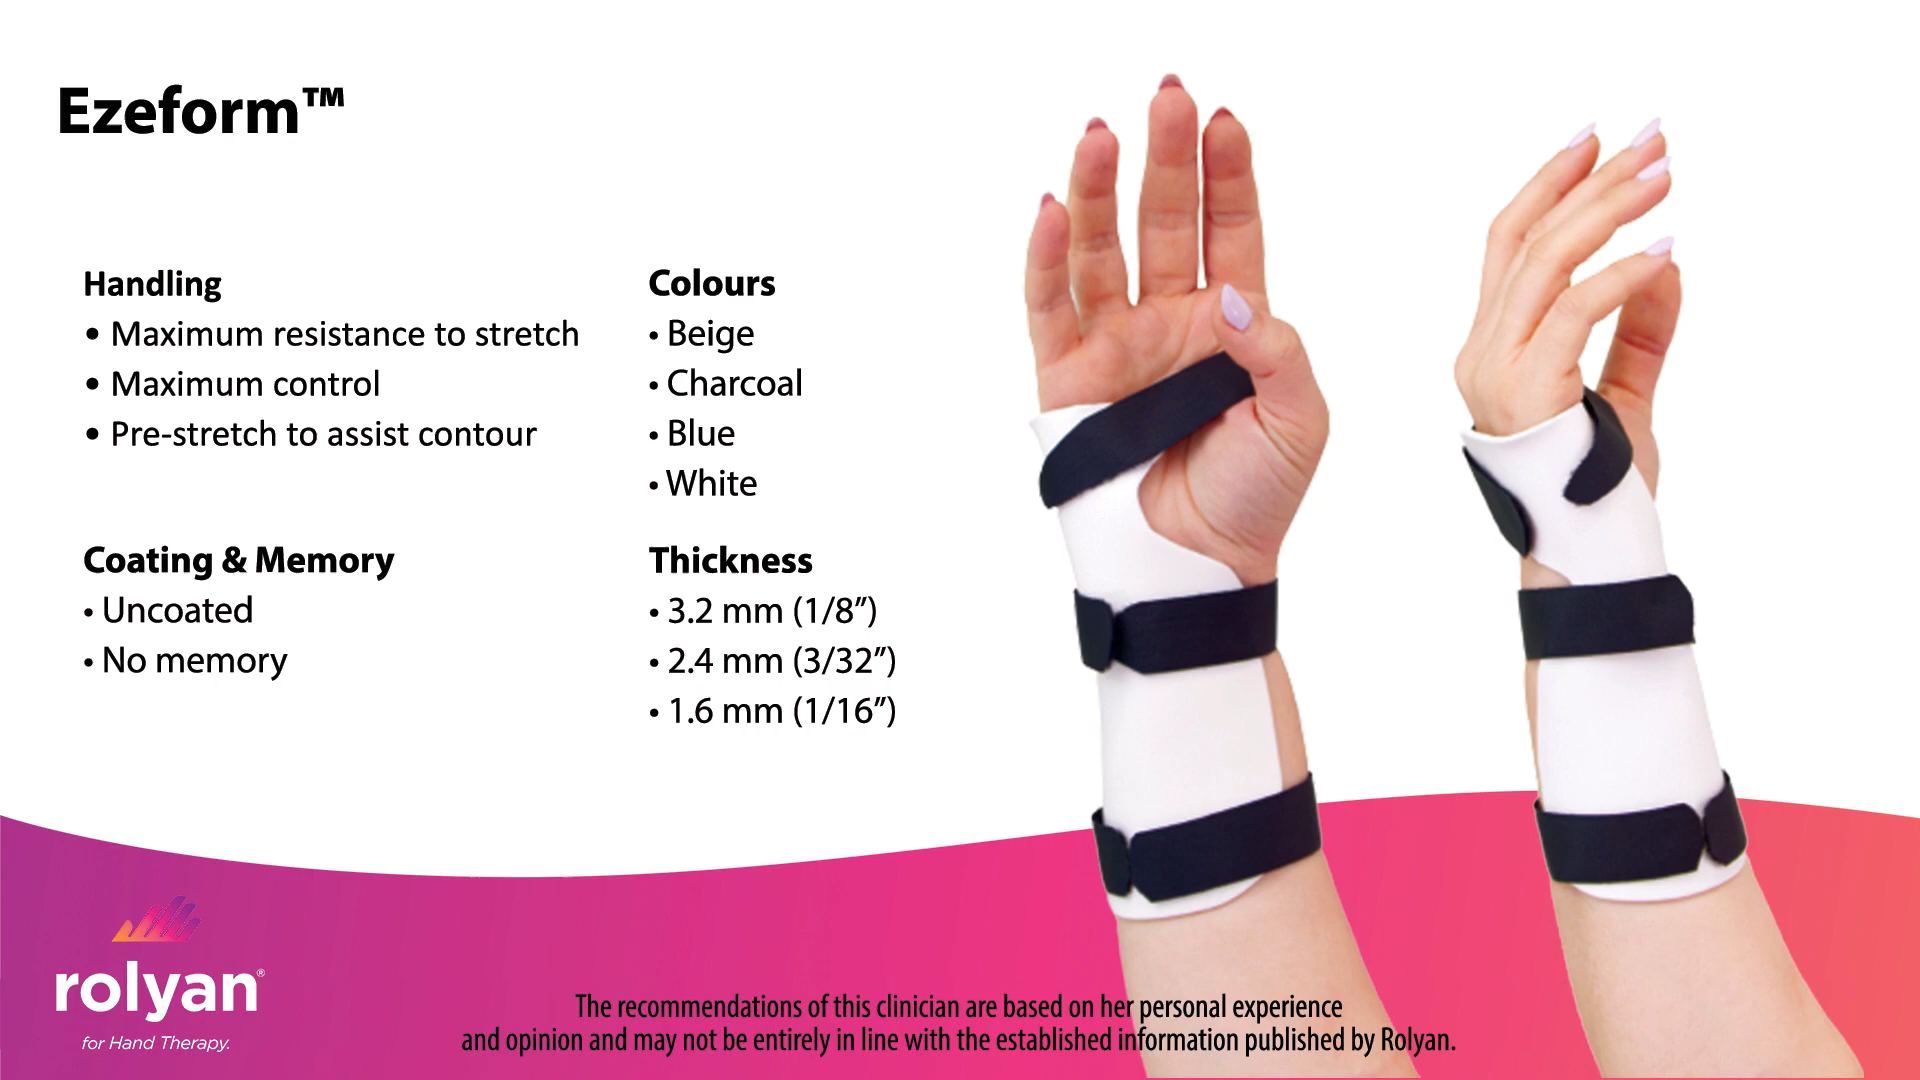 Ezeform™
Handling
• Maximum resistance to stretch
• Maximum control
• Pre-stretch to assist contour
Colours
• Beige
• Charcoal
• Blue
• White
Coating & Memory
• Uncoated
• No memory
Thickness
• 3.2 mm (1/8”)
• 2.4 mm (3/32”)
• 1.6 mm (1/16”)
rolyan®
for Hand Therapy.
The recommendations of this clinician are based on her personal experience
and opinion and may not be entirely in line with the established information published by Rolyan.